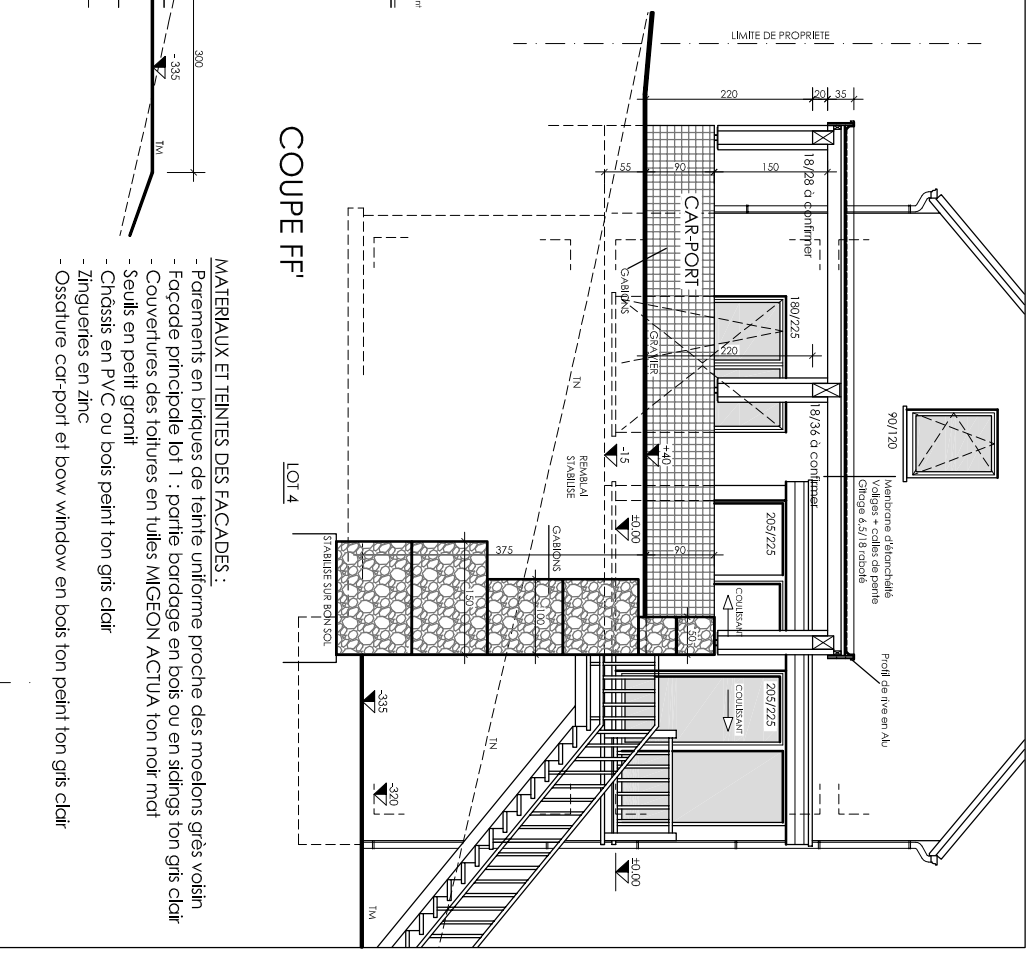 LIMITE DE PROPRIETE
220
20
35
300
-335
TM
COUPE FF'
55
90
150
18/28 à confirmer
CAR-PORT
GABIONS
GRAVIER
180/225
220
18/36 à confirmer
90/120
Membrane d'étanchéité
Voliges + calles de pente
Gîtage 6,5/18 raboté
TN
REMBLAI
STABILISE
-15
+40
±0.00
LOT 4
375
GABIONS
90
205/225
COULISSANT
150
100
50
STABILISE SUR BON SOL
Profil de rive en Alu
205/225
COULISSANT
-335
TN
-320
±0.00
TM
MATERIAUX ET TEINTES DES FACADES :
- Parements en briques de teinte uniforme proche des moelons grès voisin
- Façade principale lot 1 : partie bardage en bois ou en sidings ton gris clair
- Couvertures des toitures en tuiles MIGEON ACTUA ton noir mat
- Seuils en petit granit
- Châssis en PVC ou bois peint ton gris clair
- Zingueries en zinc
- Ossature car-port et bow window en bois ton peint ton gris clair